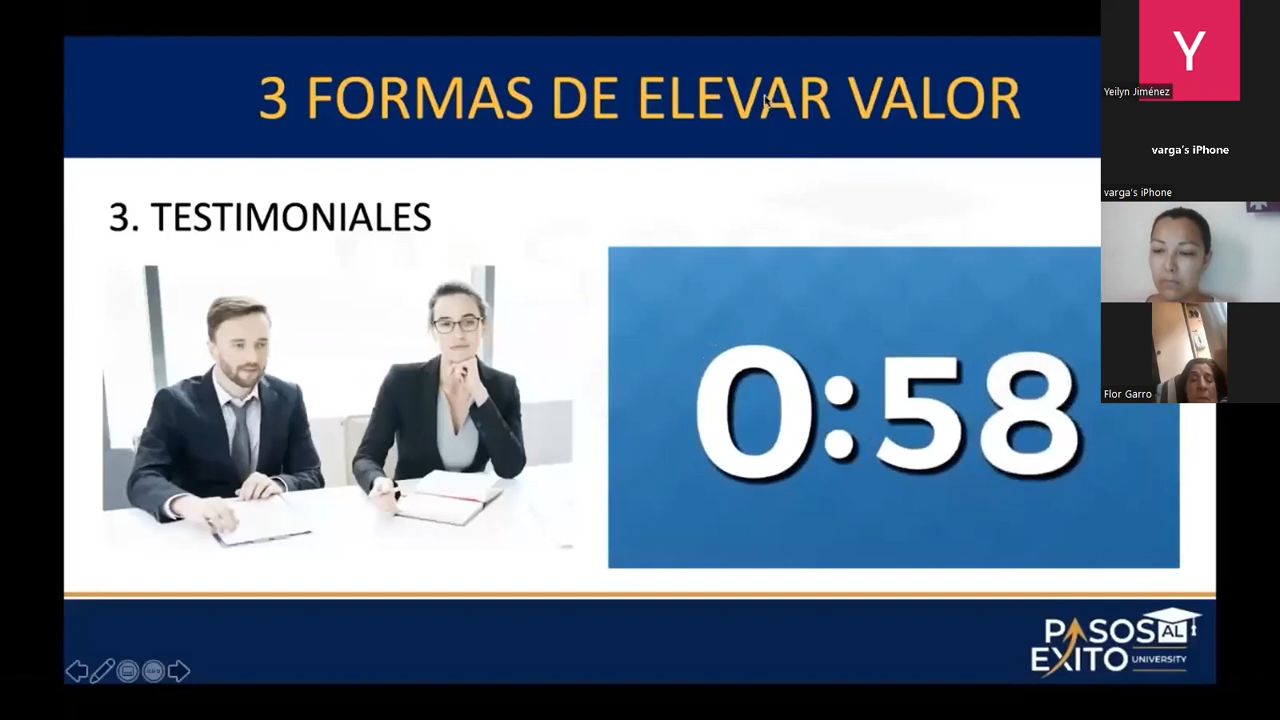 3 FORMAS DE ELEVAR VALOR
3. TESTIMONIALES
0:58
PASOS AL
EXITO UNIVERSITY
Y
Yeilyn Jiménez
varga's iPhone
varga's iPhone
Flor Garro